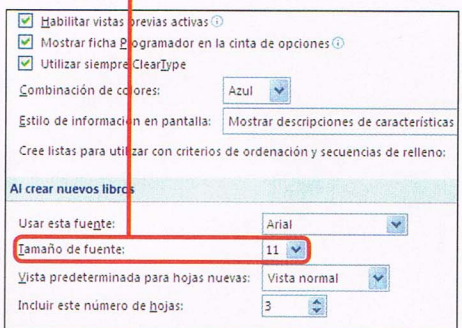 Habilitar vistas previas activas
Mostrar ficha Programador en la cinta de opciones
Utilizar siempre ClearType
Combinación de colores: Azul
Estilo de información en pantalla: Mostrar descripciones de características
Cree listas para utilizar con criterios de ordenación y secuencias de relleno:
Al crear nuevos libros
Usar esta fuente: Arial
Tamaño de fuente: 11
Vista predeterminada para hojas nuevas: Vista normal
Incluir este número de hojas: 3